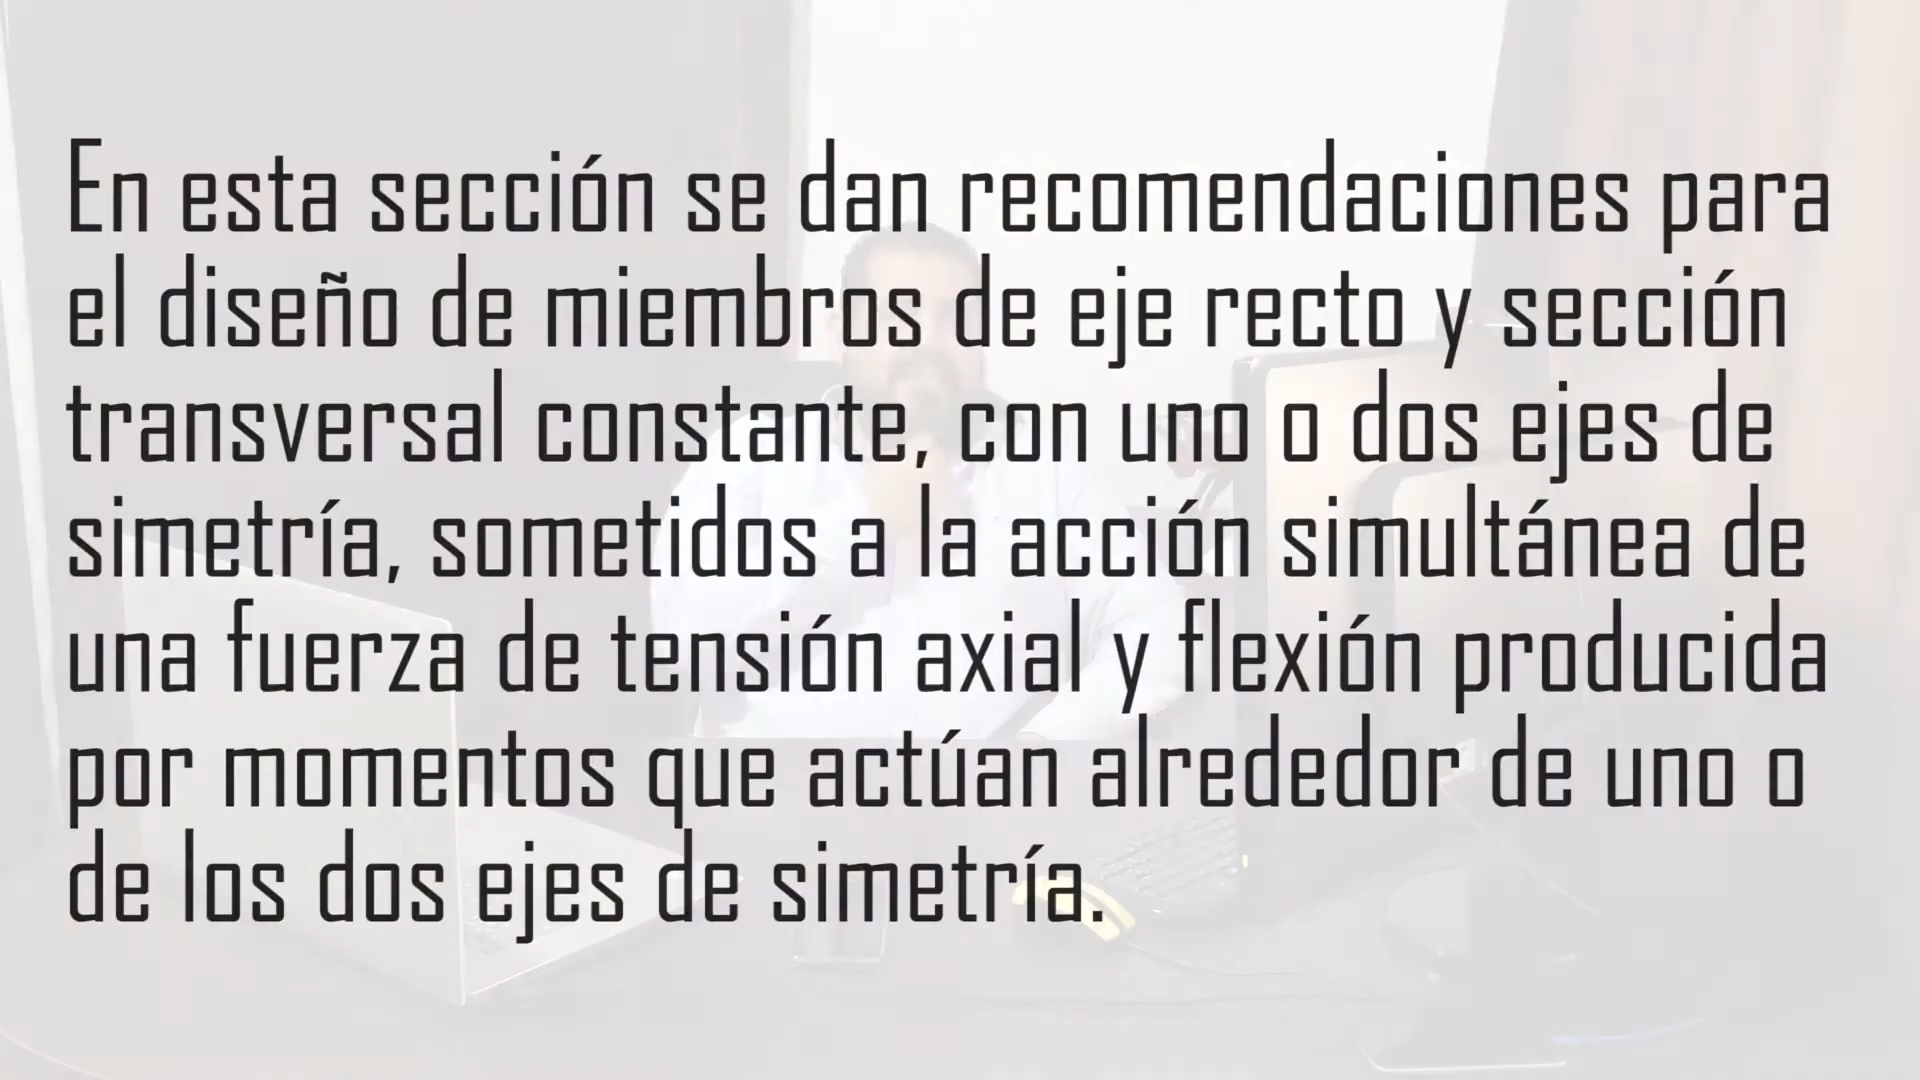 En esta sección se dan recomendaciones para
el diseño de miembros de eje recto y sección
transversal constante, con uno o dos ejes de
simetría, sometidos a la acción simultánea de
una fuerza de tensión axial y flexión producida
por momentos que actúan alrededor de uno o
de los dos ejes de simetría.